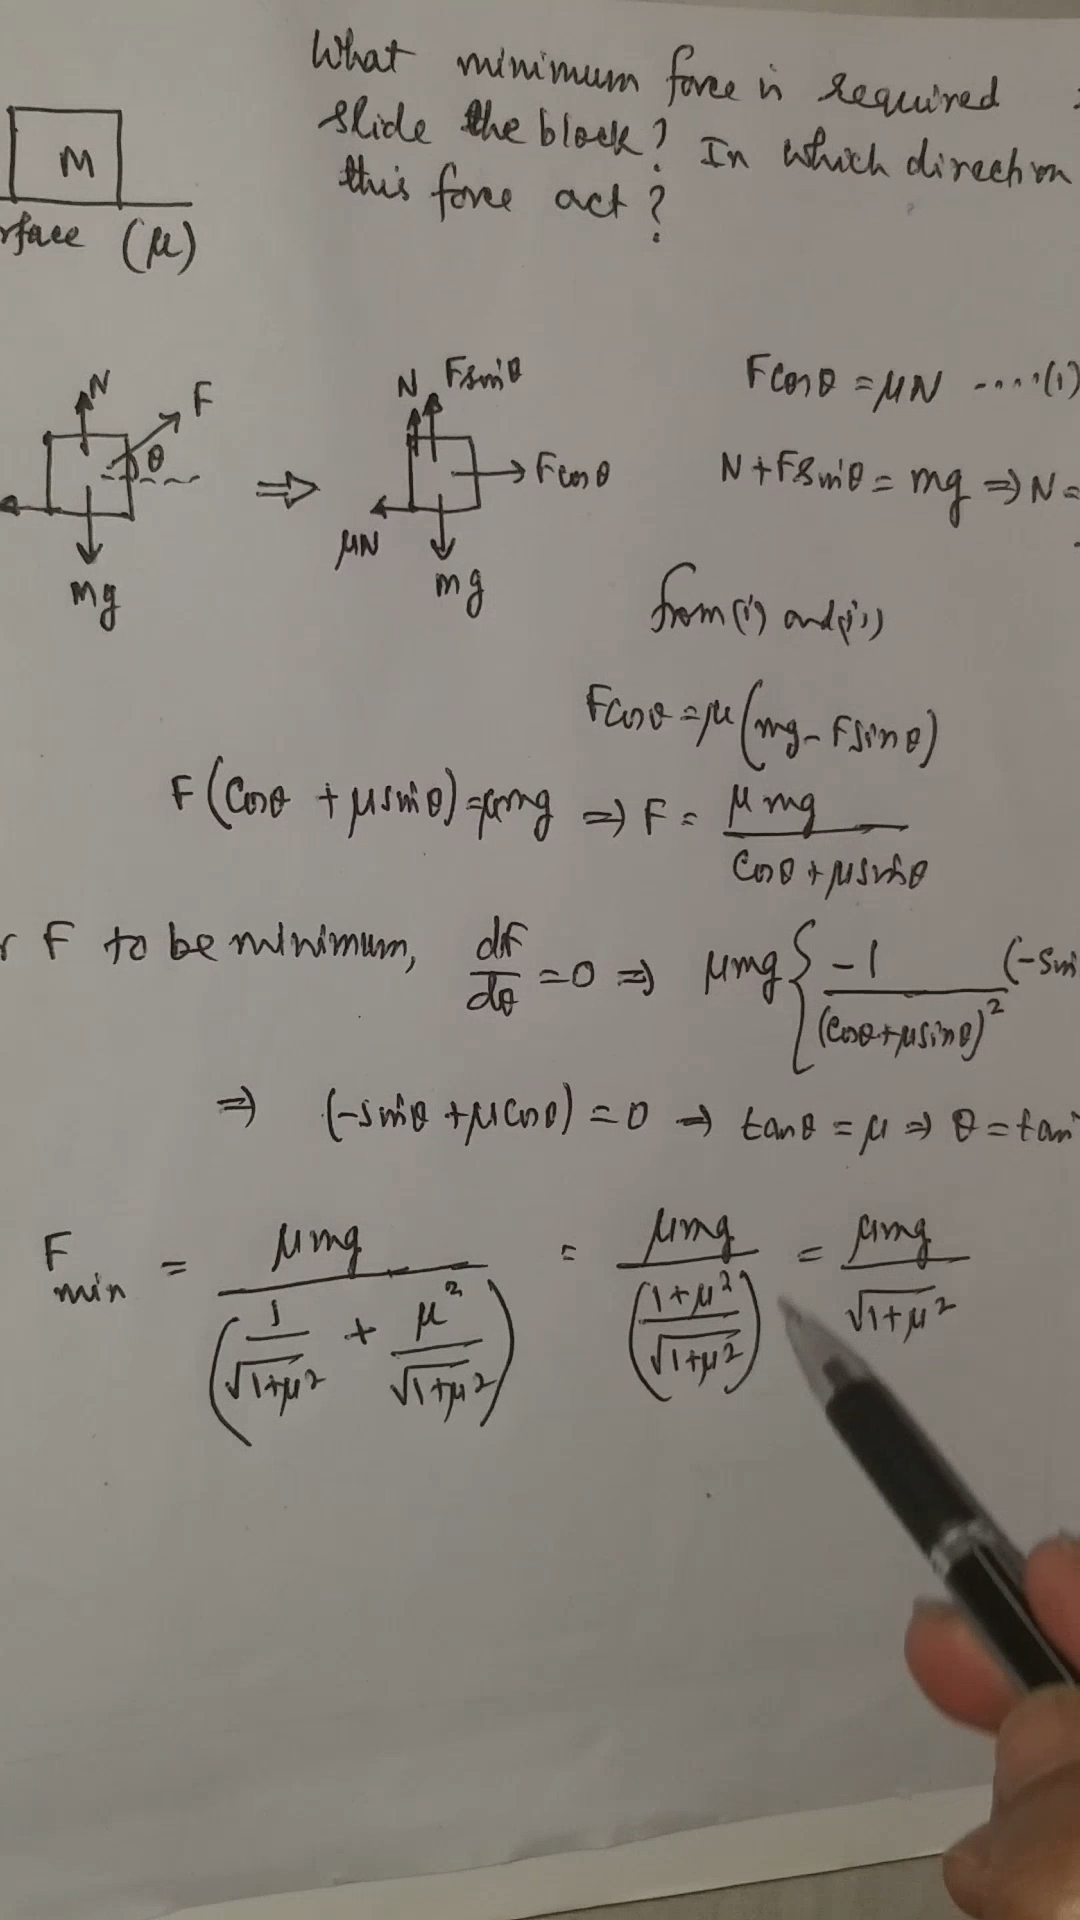 What minimum force is required
slide the block? In which direction
this force act?
M
rface (μ)
N F θ mg
⇒
N Fsinθ Fcosθ μN mg
Fcosθ = μN ....(i)
N + Fsinθ = mg ⇒ N =
from (i) and (ii)
Fcosθ = μ(mg - Fsinθ)
F(Cosθ + μsinθ) = μmg ⇒ F = μmg / (Cosθ + μsinθ)
r F to be minimum, dF/dθ = 0 ⇒ μmg { -1/(Cosθ + μsinθ)² (-sin
⇒ (-sinθ + μCosθ) = 0 ⇒ tanθ = μ ⇒ θ = tan
F min = μmg / (1/√1+μ² + μ²/√1+μ²) = μmg / (1+μ²/√1+μ²) = μmg / √1+μ²